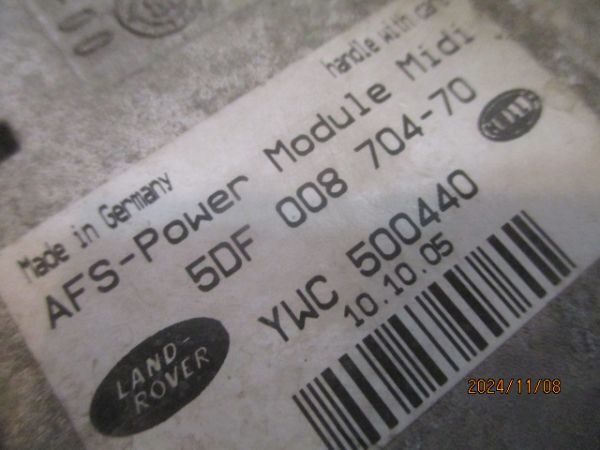 handle with care
Made in Germany
AFS-Power Module Midi
5DF 008 704-70
YWC 500440
10.10.05
LAND-
ROVER
2024/11/08